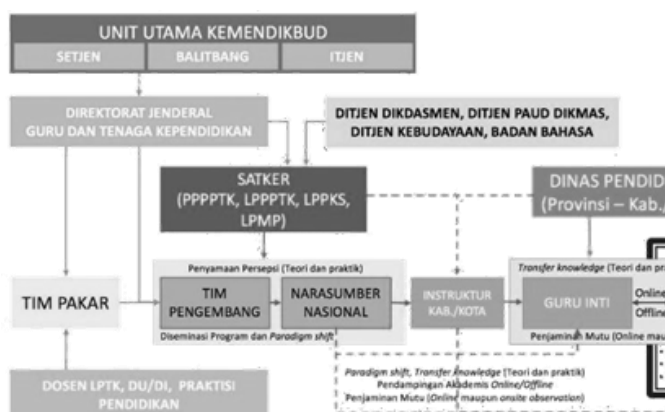 UNIT UTAMA KEMENDIKBUD
SETJEN
BALITBANG
ITJEN
DIREKTORAT JENDERAL
GURU DAN TENAGA KEPENDIDIKAN
DITJEN DIKDASMEN, DITJEN PAUD DIKMAS,
DITJEN KEBUDAYAAN, BADAN BAHASA
SATKER
(PPPPTK, LPPPTK, LPPKS,
LPMP)
DINAS PENDID
(Provinsi – Kab.
Penyamaan Persepsi (Teori dan praktik)
Transfer knowledge (Teori dan pra
TIM PAKAR
TIM
PENGEMBANG
NARASUMBER
NASIONAL
INSTRUKTUR
KAB./KOTA
GURU INTI
Online
Offline
Diseminasi Program dan Paradigm shift
Penjaminan Mutu (Online mau
DOSEN LPTK, DU/DI, PRAKTISI
PENDIDIKAN
Paradigm shift, Transfer knowledge (Teori dan praktik)
Pendampingan Akademis Online/Offline
Penjaminan Mutu (Online maupun onsite observation)